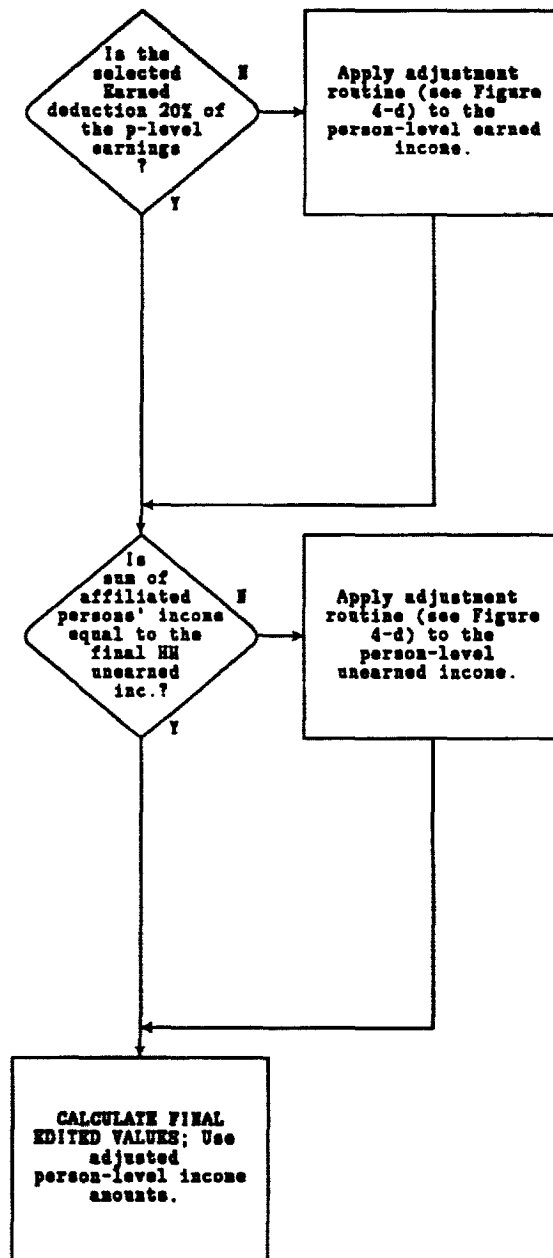 Is the
selected
Earned
deduction 20% of
the p-level
earnings
?
N
Y
Apply adjustment
routine (see Figure
4-d) to the
person-level earned
income.
Is
sum of
affiliated
persons' income
equal to the
final HH
unearned
inc.?
N
Y
Apply adjustment
routine (see Figure
4-d) to the
person-level
unearned income.
CALCULATE FINAL
EDITED VALUES; Use
adjusted
person-level income
amounts.